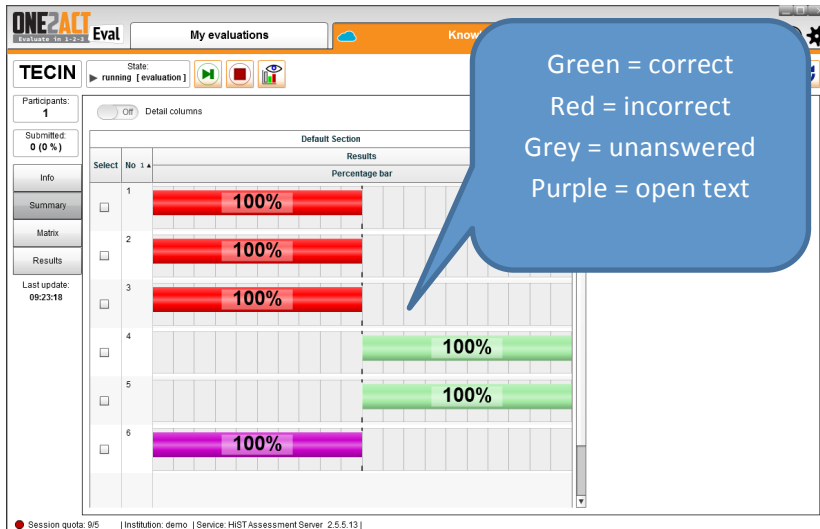 ONE2ACT Eval
Evaluate in 1-2-3
My evaluations
TECIN
State:
running [ evaluation ]
Participants:
1
Submitted:
0 (0 %)
Info
Summary
Matrix
Results
Last update:
09:23:18
Off Detail columns
Default Section
Select No 1 Results
Percentage bar
1 100%
2 100%
3 100%
4 100%
5 100%
6 100%
Green = correct
Red = incorrect
Grey = unanswered
Purple = open text
Session quota: 9/5 | Institution: demo | Service: HiST Assessment Server 2.5.5.13 |